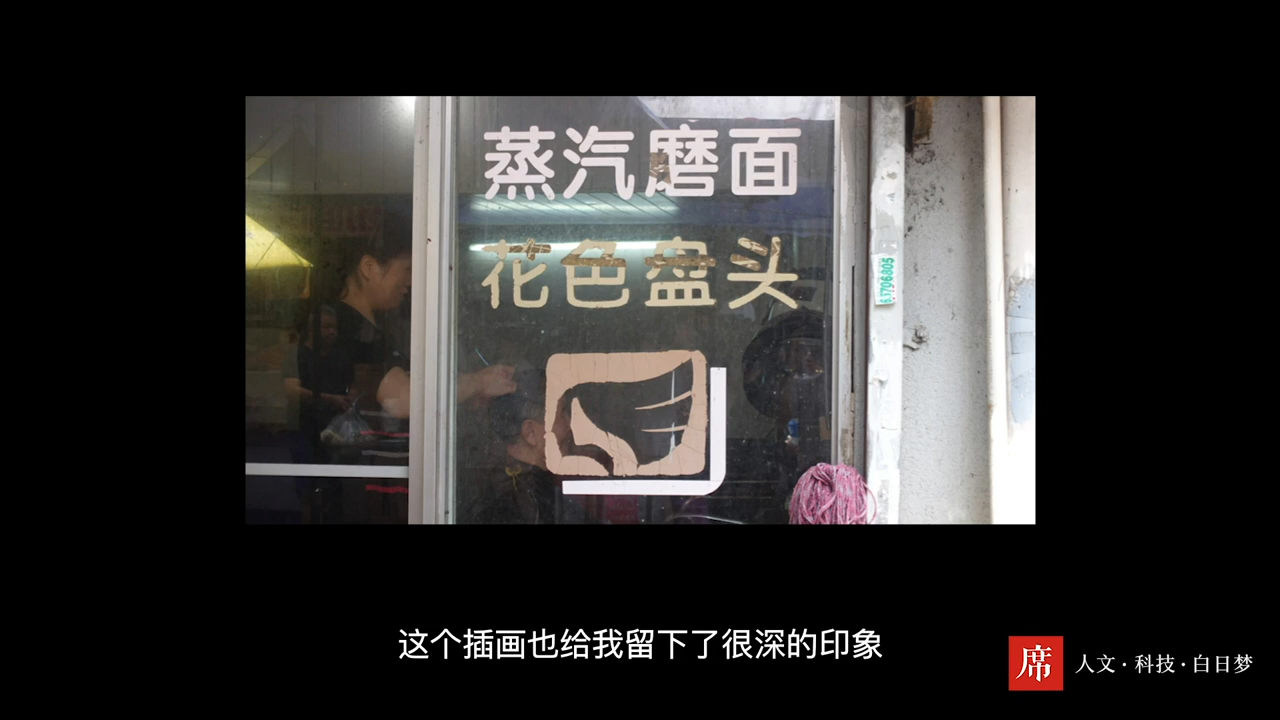 蒸汽磨面
花色盘头
这个插画也给我留下了很深的印象
席
人文·科技·白日梦